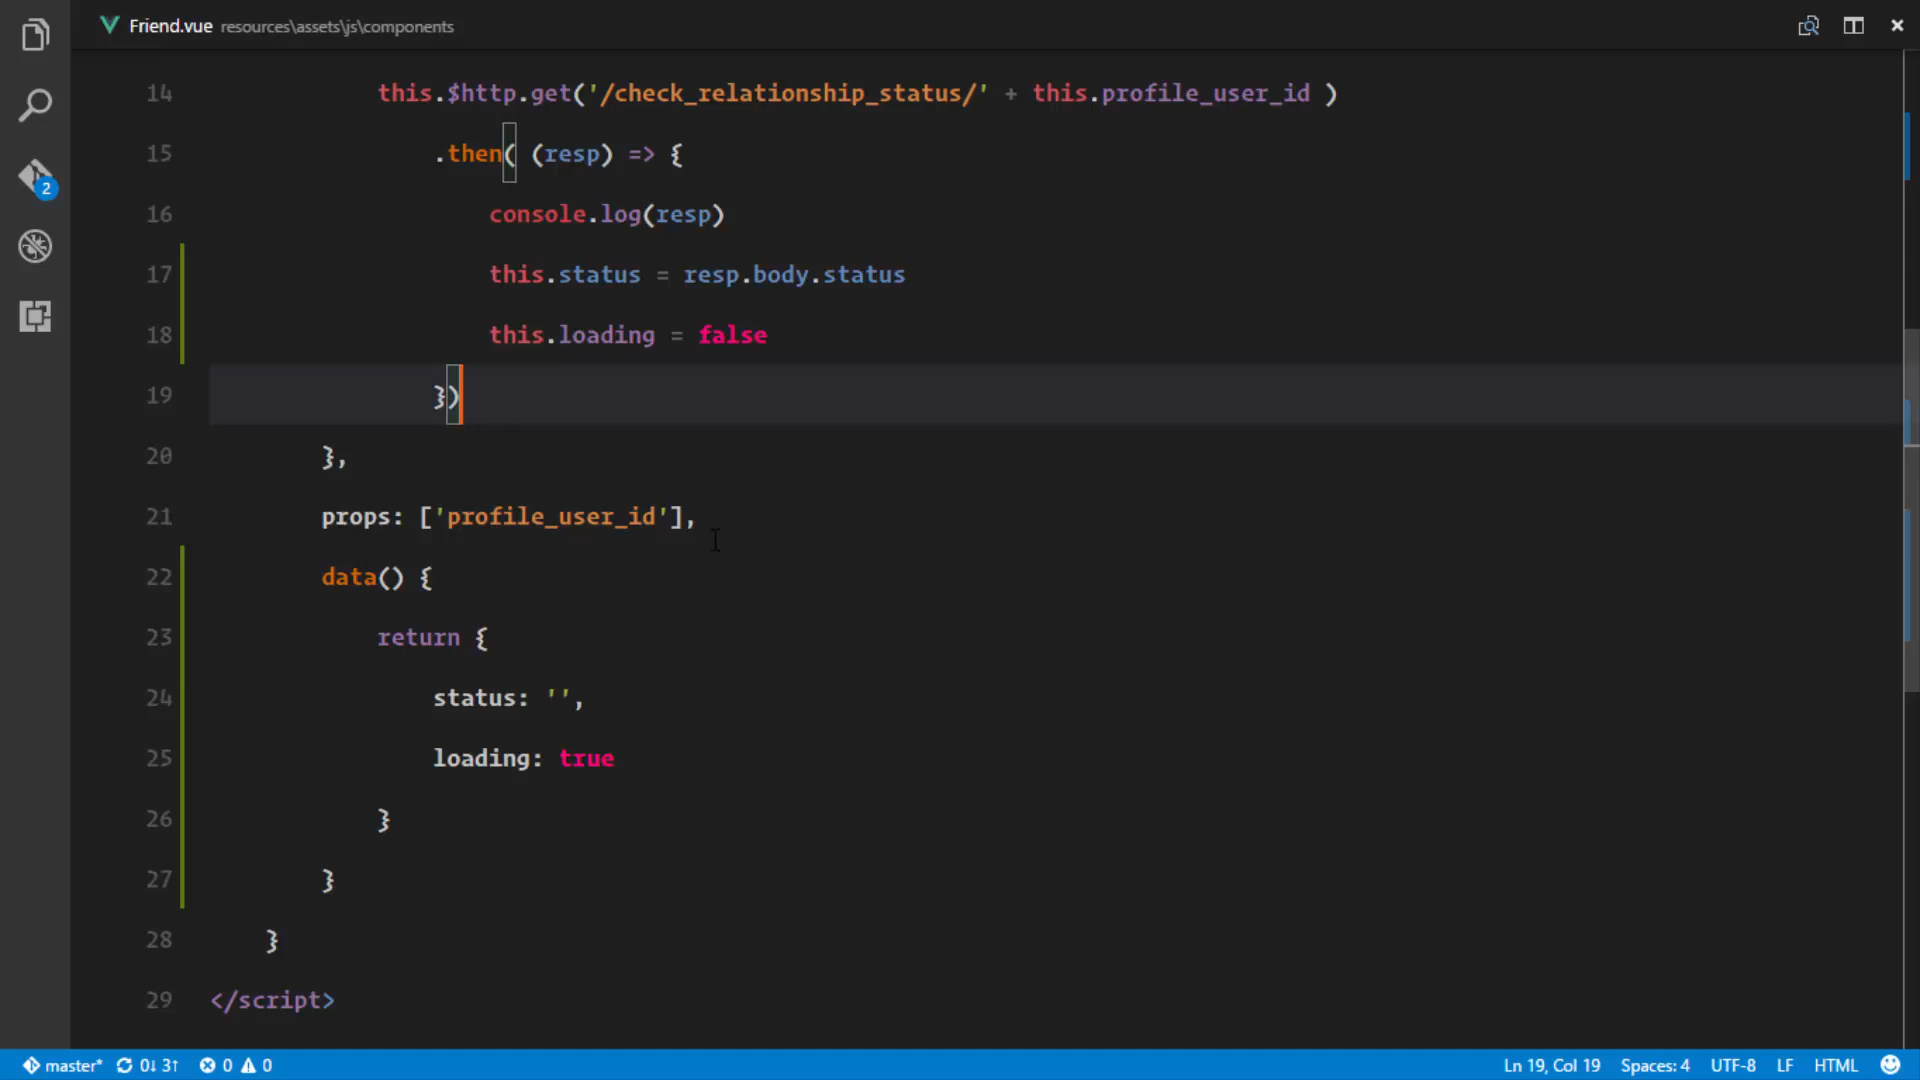 Friend.vue resources\assets\js\components
14 this.$http.get('/check_relationship_status/' + this.profile_user_id )
15 .then( (resp) => {
16 console.log(resp)
17 this.status = resp.body.status
18 this.loading = false
19 })
20 },
21 props: ['profile_user_id'],
22 data() {
23 return {
24 status: '',
25 loading: true
26 }
27 }
28 }
29 </script>
2
master* 0↓ 3↑ 0 0 Ln 19, Col 19 Spaces: 4 UTF-8 LF HTML